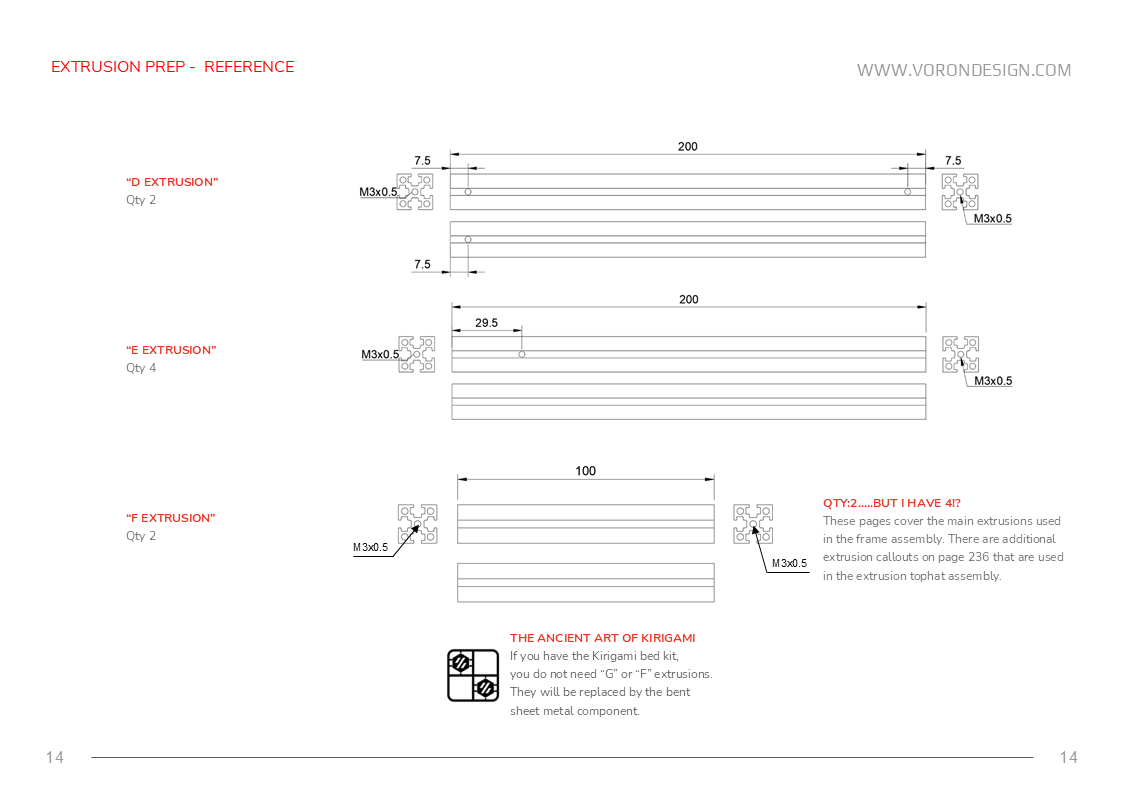 EXTRUSION PREP - REFERENCE
WWW.VORONDESIGN.COM
“D EXTRUSION”
Qty 2
200
7.5
7.5
M3x0.5
M3x0.5
7.5
“E EXTRUSION”
Qty 4
200
29.5
M3x0.5
M3x0.5
“F EXTRUSION”
Qty 2
100
M3x0.5
M3x0.5
QTY:2.....BUT I HAVE 4!?
These pages cover the main extrusions used
in the frame assembly. There are additional
extrusion callouts on page 236 that are used
in the extrusion tophat assembly.
THE ANCIENT ART OF KIRIGAMI
If you have the Kirigami bed kit,
you do not need “G” or “F” extrusions.
They will be replaced by the bent
sheet metal component.
14
14